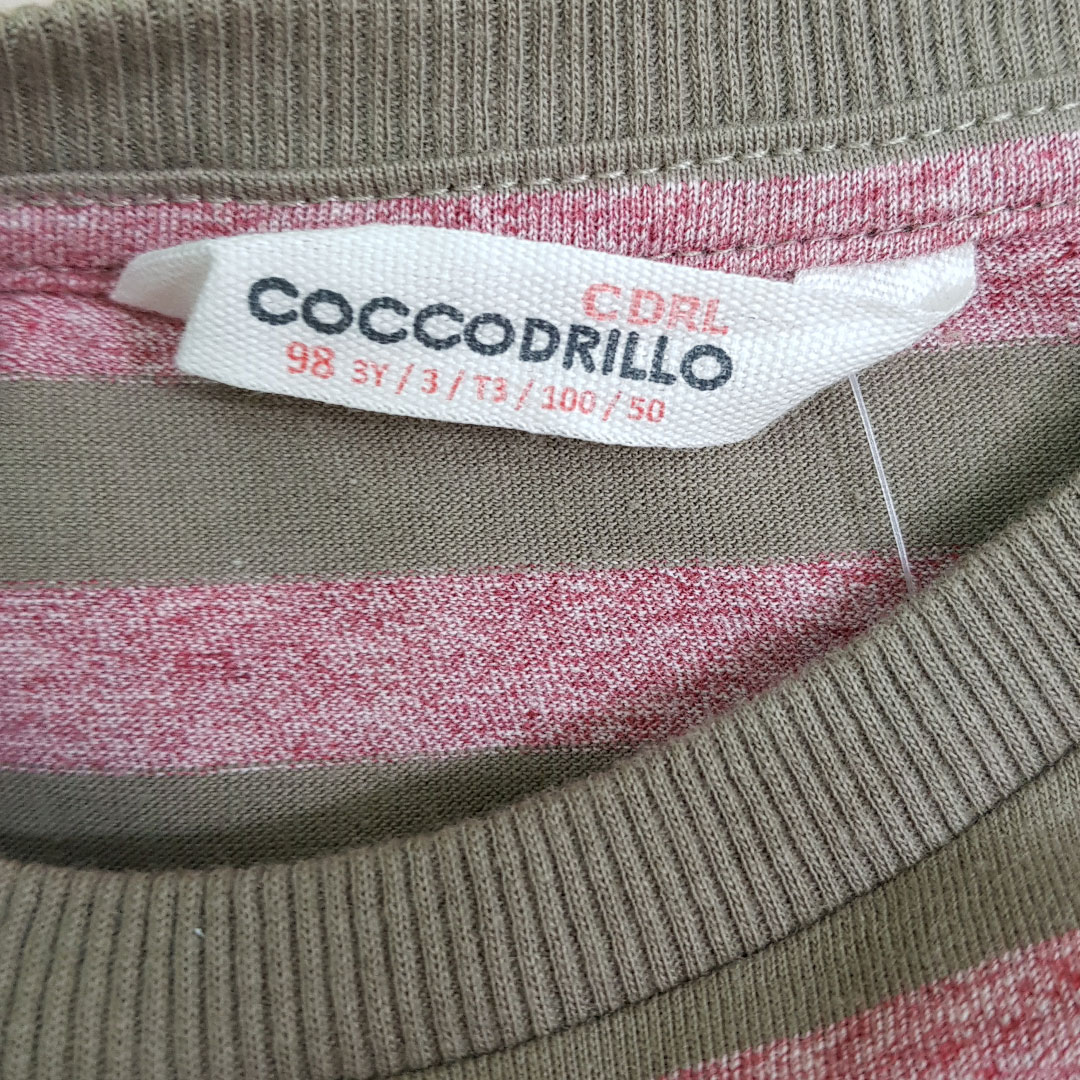 CDRL
COCCODRILLO
98 3Y / 3 / T3 / 100 / 50